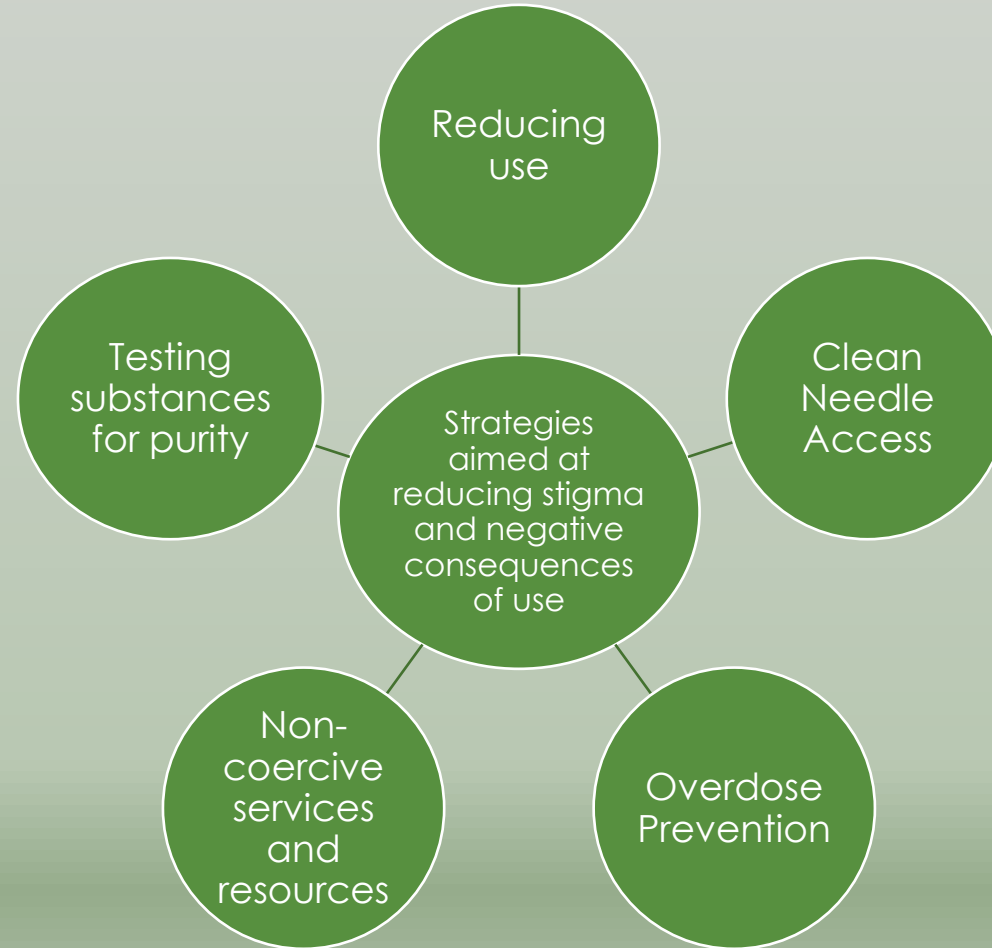 Reducing
use
Testing
substances
for purity
Clean
Needle
Access
Strategies
aimed at
reducing stigma
and negative
consequences
of use
Non-
coercive
services
and
resources
Overdose
Prevention